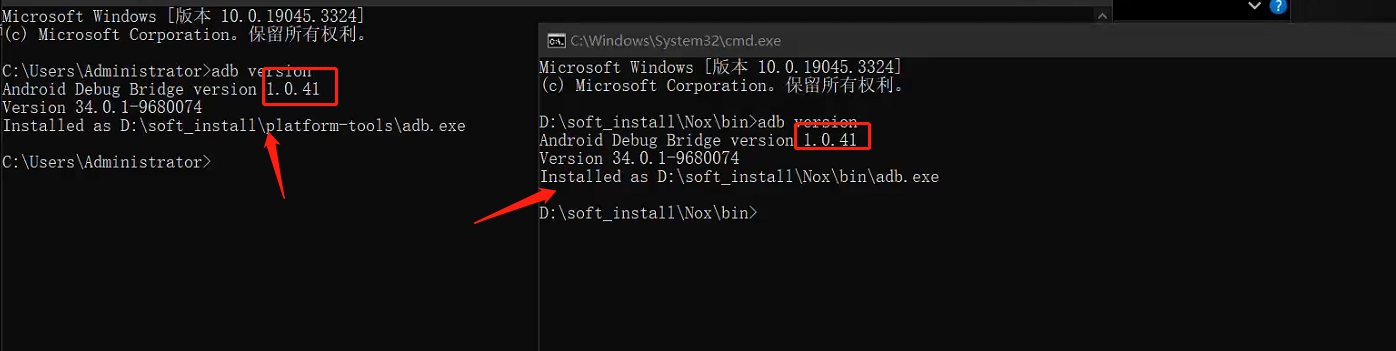 Microsoft Windows [版本 10.0.19045.3324]
(c) Microsoft Corporation。保留所有权利。
C:\Users\Administrator>adb version
Android Debug Bridge version 1.0.41
Version 34.0.1-9680074
Installed as D:\soft_install\platform-tools\adb.exe
C:\Users\Administrator>
C:\Windows\System32\cmd.exe
Microsoft Windows [版本 10.0.19045.3324]
(c) Microsoft Corporation。保留所有权利。
D:\soft_install\Nox\bin>adb version
Android Debug Bridge version 1.0.41
Version 34.0.1-9680074
Installed as D:\soft_install\Nox\bin\adb.exe
D:\soft_install\Nox\bin>